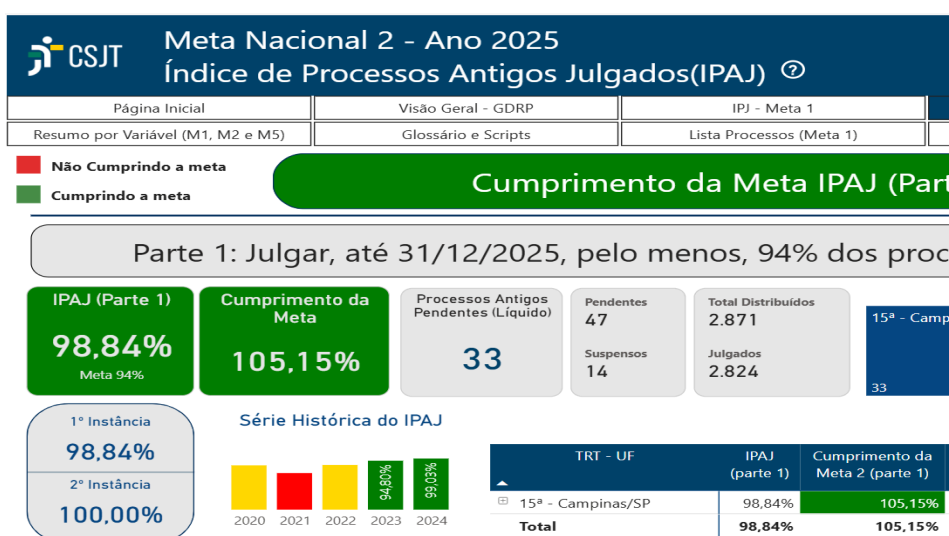 CSJT
Meta Nacional 2 - Ano 2025
Índice de Processos Antigos Julgados(IPAJ)
Página Inicial
Visão Geral - GDRP
IPJ - Meta 1
Resumo por Variável (M1, M2 e M5)
Glossário e Scripts
Lista Processos (Meta 1)
Não Cumprindo a meta
Cumprindo a meta
Cumprimento da Meta IPAJ (Part
Parte 1: Julgar, até 31/12/2025, pelo menos, 94% dos proc
IPAJ (Parte 1)
98,84%
Meta 94%
Cumprimento da
Meta
105,15%
Processos Antigos
Pendentes (Líquido)
33
Pendentes
47
Suspensos
14
Total Distribuídos
2.871
Julgados
2.824
15ª - Camp
33
1° Instância
98,84%
2° Instância
100,00%
Série Histórica do IPAJ
94,80%
99,03%
2020 2021 2022 2023 2024
TRT - UF
IPAJ
(parte 1)
Cumprimento da
Meta 2 (parte 1)
15ª - Campinas/SP 98,84% 105,15%
Total 98,84% 105,15%